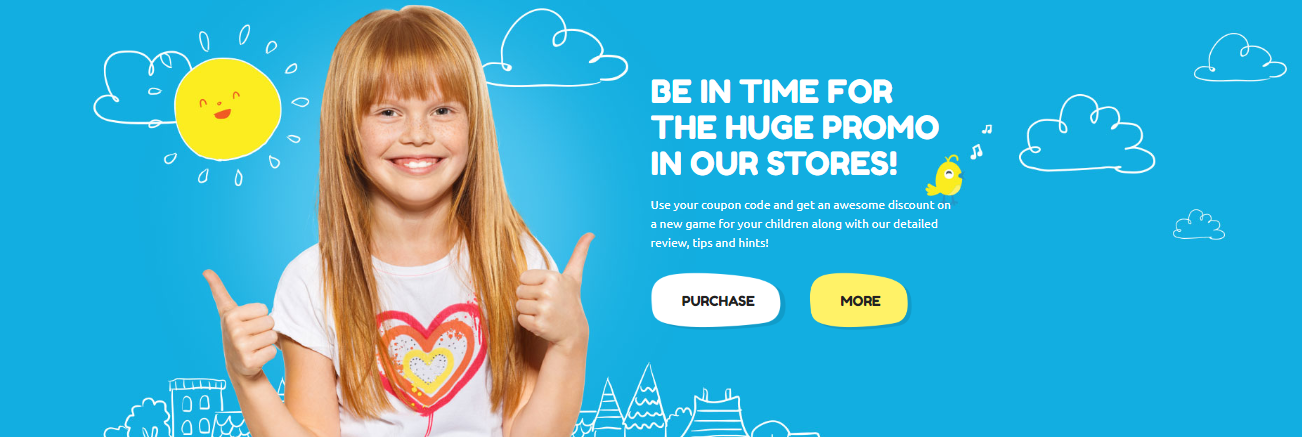 BE IN TIME FOR
THE HUGE PROMO
IN OUR STORES!
Use your coupon code and get an awesome discount on
a new game for your children along with our detailed
review, tips and hints!
PURCHASE MORE